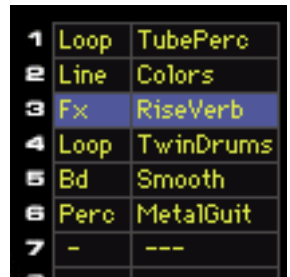 1 Loop TubePerc
2 Line Colors
3 Fx RiseVerb
4 Loop TwinDrums
5 Bd Smooth
6 Perc MetalGuit
7 - ---